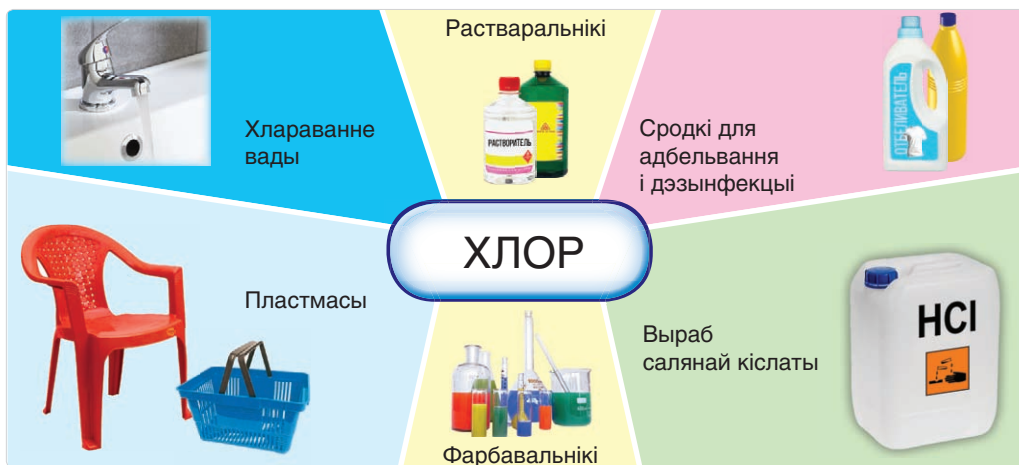 Растваральнікі
Хлараванне
вады
РАСТВОРИТЕЛЬ
Сродкі для
адбельвання
і дэзынфекцыі
ОТБЕЛИВАТЕЛЬ
ХЛОР
Пластмасы
Выраб
салянай кіслаты
HCl
Фарбавальнікі